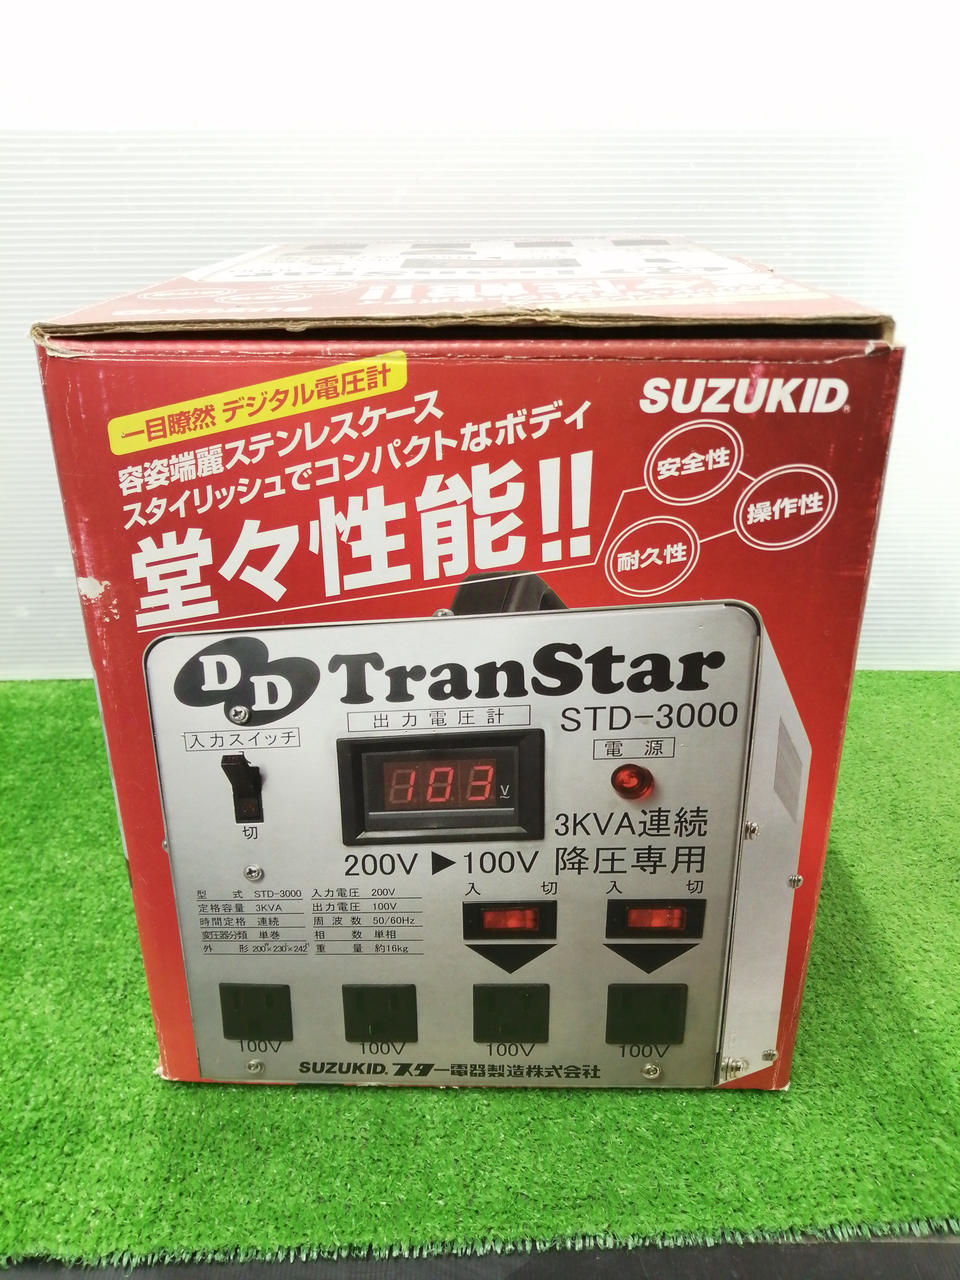 一目瞭然 デジタル電圧計
容姿端麗ステンレスケース
スタイリッシュでコンパクトなボディ
堂々性能!!
SUZUKID®
安全性
操作性
耐久性
DD TranStar
STD-3000
出力電圧計
入力スイッチ
電源
103 V
切
3KVA連続
200V▶100V 降圧専用
入 切
入 切
型式 STD-3000 入力電圧 200V
定格容量 3KVA 出力電圧 100V
時間定格 連続 周波数 50/60Hz
変圧器分類 単巻 相数 単相
外形 200×230×242 重量 約16kg
100V
100V
100V
100V
SUZUKID. スター電器製造株式会社